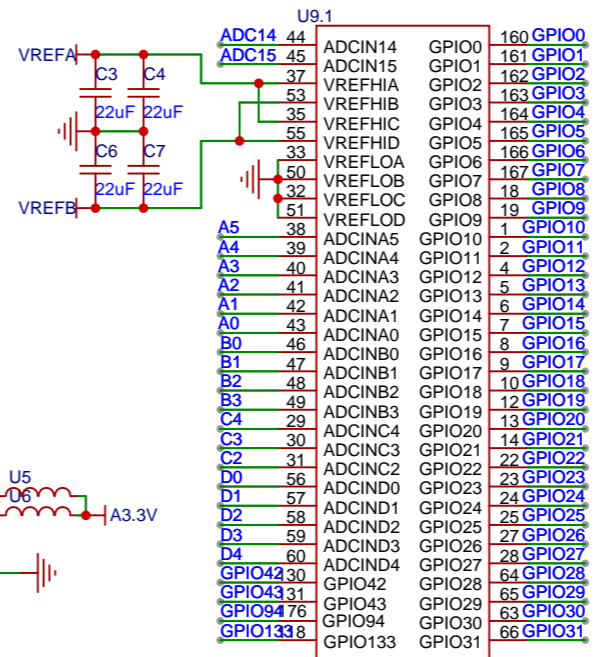 U9.1
ADC14 44 ADCIN14 GPIO0 160 GPIO0
ADC15 45 ADCIN15 GPIO1 161 GPIO1
VREFA 37 VREFHIA GPIO2 162 GPIO2
C3 C4 53 VREFHIB GPIO3 163 GPIO3
22uF 22uF 35 VREFHIC GPIO4 164 GPIO4
55 VREFHID GPIO5 165 GPIO5
C6 C7 33 VREFLOA GPIO6 166 GPIO6
50 VREFLOB GPIO7 167 GPIO7
22uF 22uF 32 VREFLOC GPIO8 18 GPIO8
VREFB 51 VREFLOD GPIO9 19 GPIO9
A5 38 ADCINA5 GPIO10 1 GPIO10
A4 39 ADCINA4 GPIO11 2 GPIO11
A3 40 ADCINA3 GPIO12 4 GPIO12
A2 41 ADCINA2 GPIO13 5 GPIO13
A1 42 ADCINA1 GPIO14 6 GPIO14
A0 43 ADCINA0 GPIO15 7 GPIO15
B0 46 ADCINB0 GPIO16 8 GPIO16
B1 47 ADCINB1 GPIO17 9 GPIO17
B2 48 ADCINB2 GPIO18 10 GPIO18
B3 49 ADCINB3 GPIO19 12 GPIO19
C4 29 ADCINC4 GPIO20 13 GPIO20
C3 30 ADCINC3 GPIO21 14 GPIO21
C2 31 ADCINC2 GPIO22 22 GPIO22
U5 D0 56 ADCIND0 GPIO23 23 GPIO23
U6 D1 57 ADCIND1 GPIO24 24 GPIO24
A3.3V D2 58 ADCIND2 GPIO25 25 GPIO25
D3 59 ADCIND3 GPIO26 27 GPIO26
D4 60 ADCIND4 GPIO27 28 GPIO27
GPIO42 130 GPIO42 GPIO28 64 GPIO28
GPIO43 131 GPIO43 GPIO29 65 GPIO29
GPIO94 176 GPIO94 GPIO30 63 GPIO30
GPIO133 118 GPIO133 GPIO31 66 GPIO31